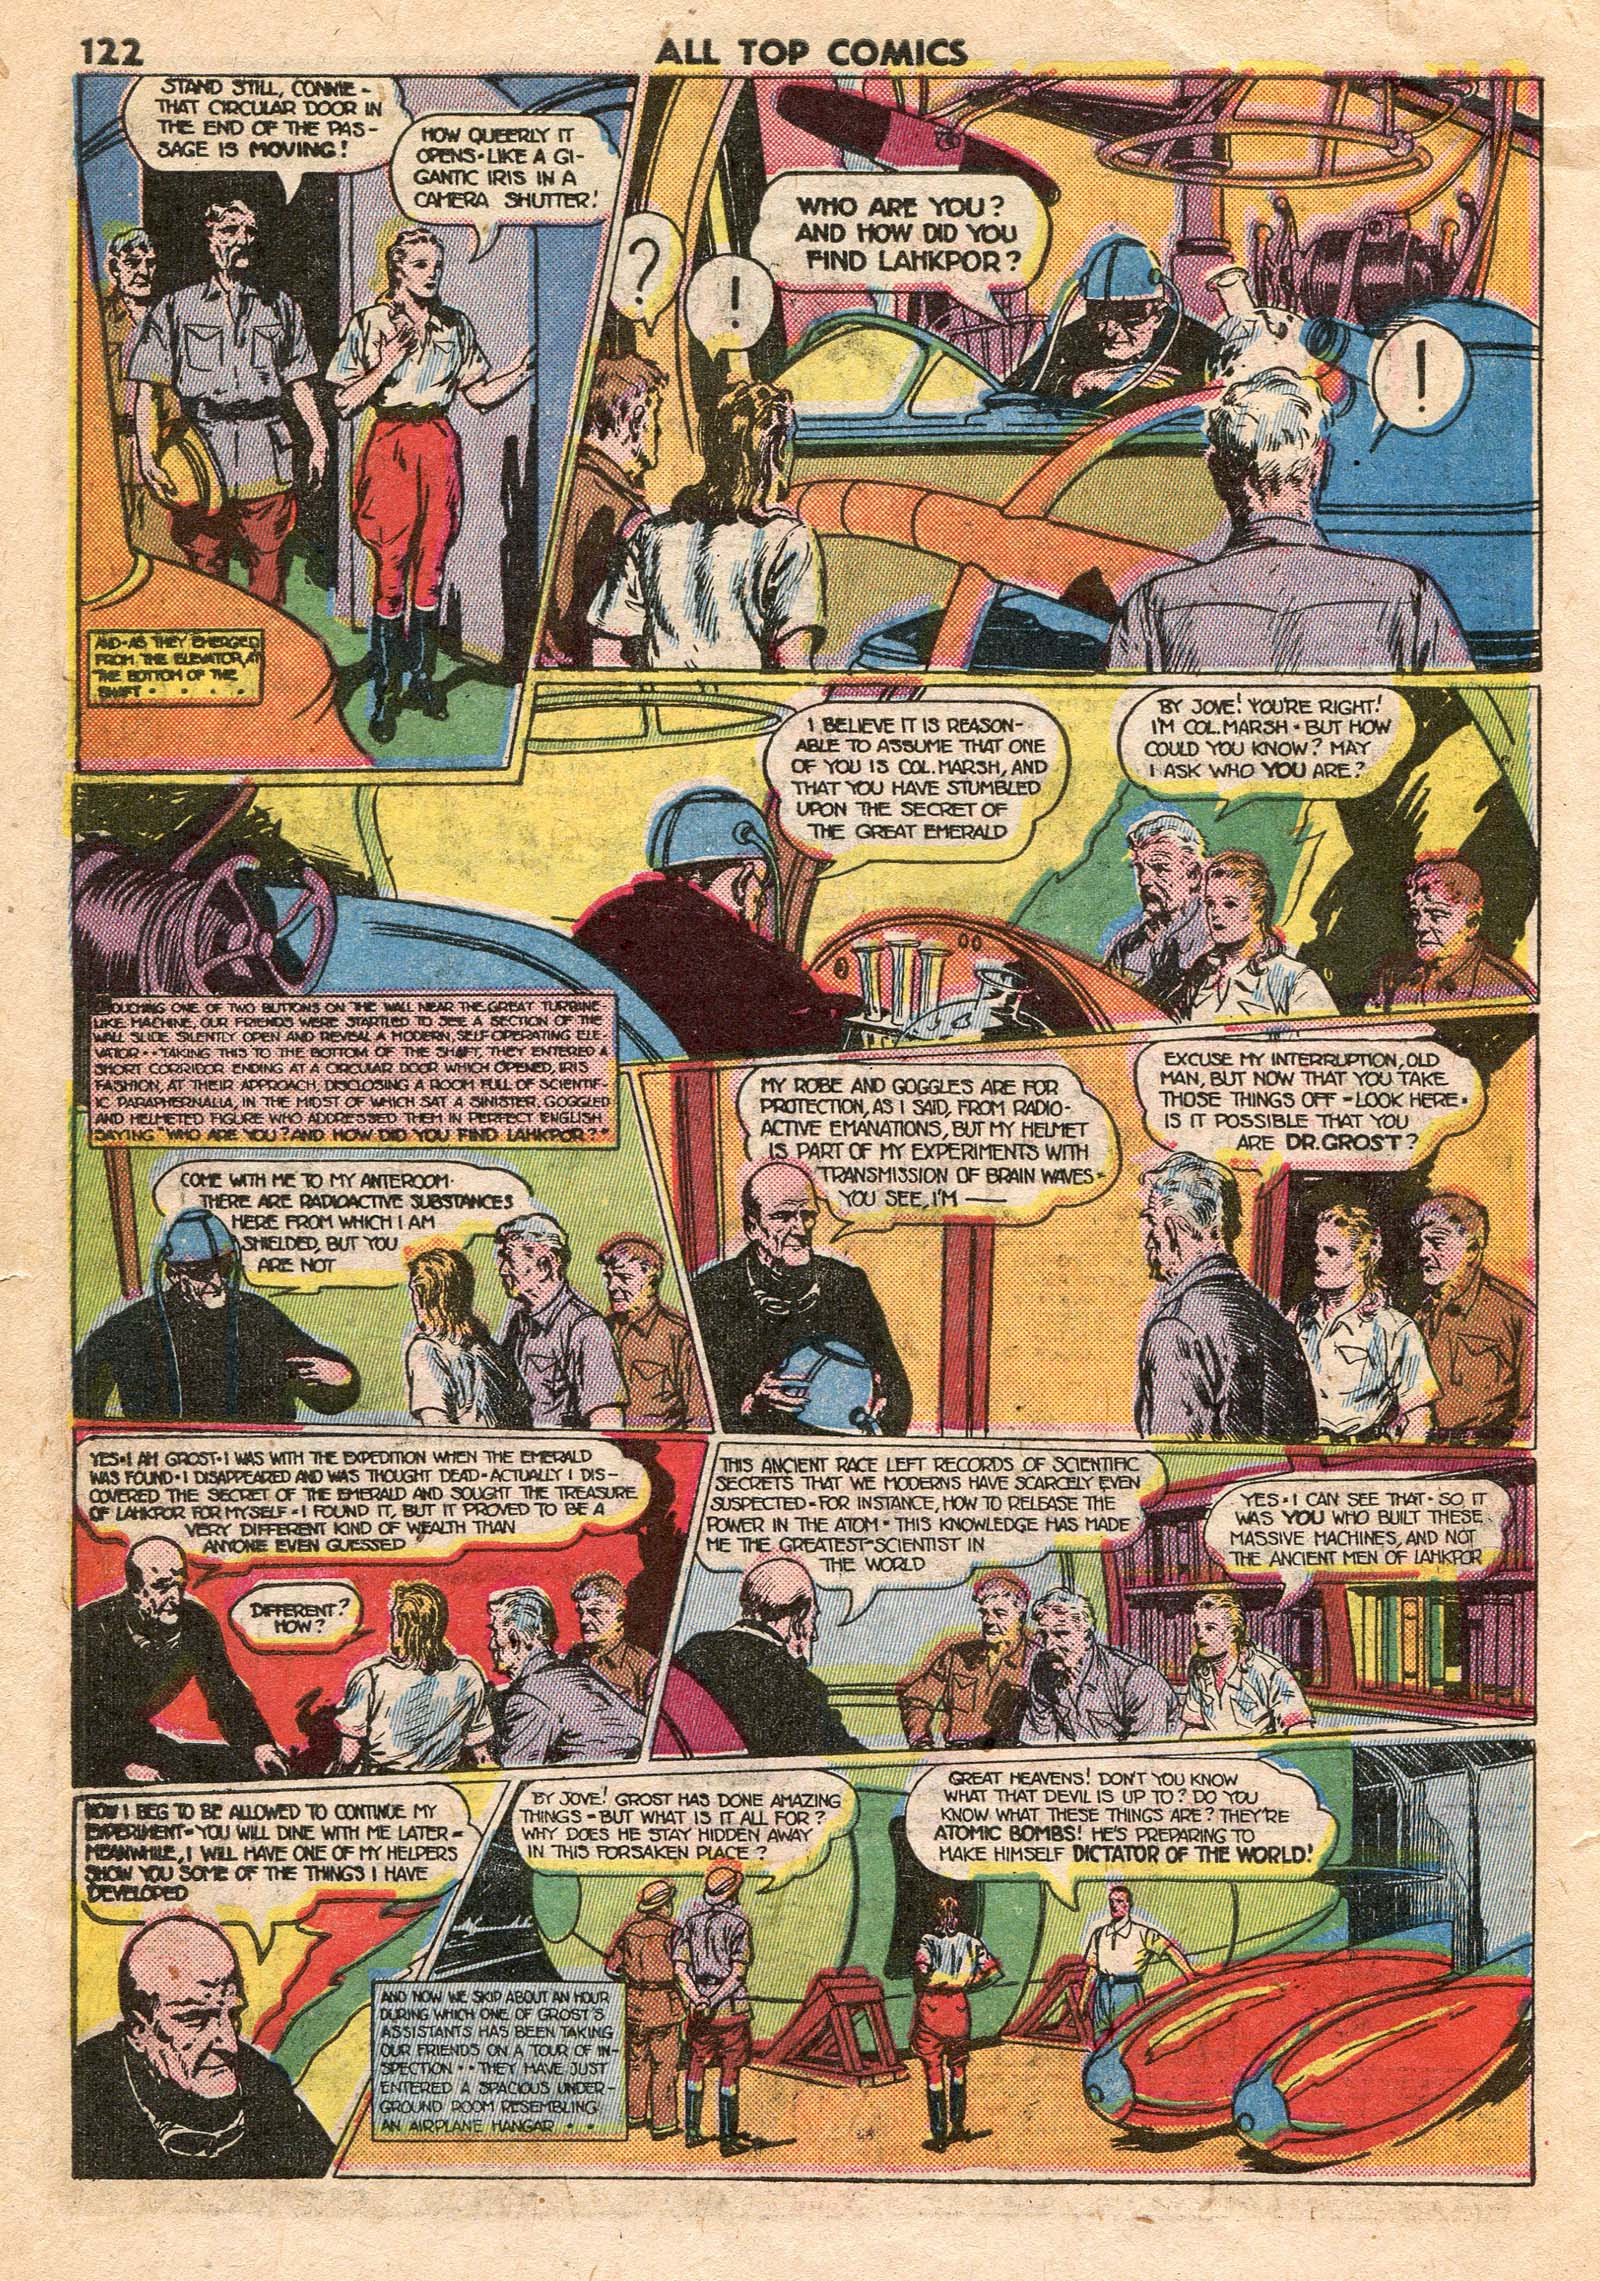 122
ALL TOP COMICS
STAND STILL, CONNIE -
THAT CIRCULAR DOOR IN
THE END OF THE PAS-
SAGE IS MOVING!
HOW QUEERLY IT
OPENS - LIKE A GI-
GANTIC IRIS IN A
CAMERA SHUTTER!
AND - AS THEY EMERGED
FROM THE ELEVATOR, AT
THE BOTTOM OF THE
SHAFT . . . .
?
!
WHO ARE YOU?
AND HOW DID YOU
FIND LAHKPOR?
!
I BELIEVE IT IS REASON-
ABLE TO ASSUME THAT ONE
OF YOU IS COL. MARSH, AND
THAT YOU HAVE STUMBLED
UPON THE SECRET OF
THE GREAT EMERALD
BY JOVE! YOU'RE RIGHT!
I'M COL. MARSH - BUT HOW
COULD YOU KNOW? MAY
I ASK WHO YOU ARE?
TOUCHING ONE OF TWO BUTTONS ON THE WALL NEAR THE GREAT TURBINE
LIKE MACHINE, OUR FRIENDS WERE STARTLED TO SEE A SECTION OF THE
WALL SLIDE SILENTLY OPEN AND REVEAL A MODERN, SELF-OPERATING ELE-
VATOR - - TAKING THIS TO THE BOTTOM OF THE SHAFT, THEY ENTERED A
SHORT CORRIDOR ENDING AT A CIRCULAR DOOR WHICH OPENED, IRIS
FASHION, AT THEIR APPROACH, DISCLOSING A ROOM FULL OF SCIENTIF-
IC PARAPHERNALIA, IN THE MIDST OF WHICH SAT A SINISTER, GOGGLED
AND HELMETED FIGURE WHO ADDRESSED THEM IN PERFECT ENGLISH
SAYING "WHO ARE YOU? AND HOW DID YOU FIND LAHKPOR?"
COME WITH ME TO MY ANTEROOM -
THERE ARE RADIOACTIVE SUBSTANCES
HERE FROM WHICH I AM
SHIELDED, BUT YOU
ARE NOT
MY ROBE AND GOGGLES ARE FOR
PROTECTION, AS I SAID, FROM RADIO-
ACTIVE EMANATIONS, BUT MY HELMET
IS PART OF MY EXPERIMENTS WITH
TRANSMISSION OF BRAIN WAVES -
YOU SEE, I'M ——
EXCUSE MY INTERRUPTION, OLD
MAN, BUT NOW THAT YOU TAKE
THOSE THINGS OFF - LOOK HERE -
IS IT POSSIBLE THAT YOU
ARE DR. GROST?
YES - I AM GROST - I WAS WITH THE EXPEDITION WHEN THE EMERALD
WAS FOUND - I DISAPPEARED AND WAS THOUGHT DEAD - ACTUALLY I DIS-
COVERED THE SECRET OF THE EMERALD AND SOUGHT THE TREASURE
OF LAHKPOR FOR MYSELF - I FOUND IT, BUT IT PROVED TO BE A
VERY DIFFERENT KIND OF WEALTH THAN
ANYONE EVEN GUESSED
DIFFERENT?
HOW?
THIS ANCIENT RACE LEFT RECORDS OF SCIENTIFIC
SECRETS THAT WE MODERNS HAVE SCARCELY EVEN
SUSPECTED - FOR INSTANCE, HOW TO RELEASE THE
POWER IN THE ATOM - THIS KNOWLEDGE HAS MADE
ME THE GREATEST SCIENTIST IN
THE WORLD
YES - I CAN SEE THAT - SO IT
WAS YOU WHO BUILT THESE
MASSIVE MACHINES, AND NOT
THE ANCIENT MEN OF LAHKPOR
NOW I BEG TO BE ALLOWED TO CONTINUE MY
EXPERIMENT - YOU WILL DINE WITH ME LATER -
MEANWHILE, I WILL HAVE ONE OF MY HELPERS
SHOW YOU SOME OF THE THINGS I HAVE
DEVELOPED
BY JOVE! GROST HAS DONE AMAZING
THINGS - BUT WHAT IS IT ALL FOR?
WHY DOES HE STAY HIDDEN AWAY
IN THIS FORSAKEN PLACE?
GREAT HEAVENS! DON'T YOU KNOW
WHAT THAT DEVIL IS UP TO? DO YOU
KNOW WHAT THESE THINGS ARE? THEY'RE
ATOMIC BOMBS! HE'S PREPARING TO
MAKE HIMSELF DICTATOR OF THE WORLD!
AND NOW WE SKIP ABOUT AN HOUR
DURING WHICH ONE OF GROST'S
ASSISTANTS HAS BEEN TAKING
OUR FRIENDS ON A TOUR OF IN-
SPECTION - - THEY HAVE JUST
ENTERED A SPACIOUS UNDER-
GROUND ROOM RESEMBLING
AN AIRPLANE HANGAR - -